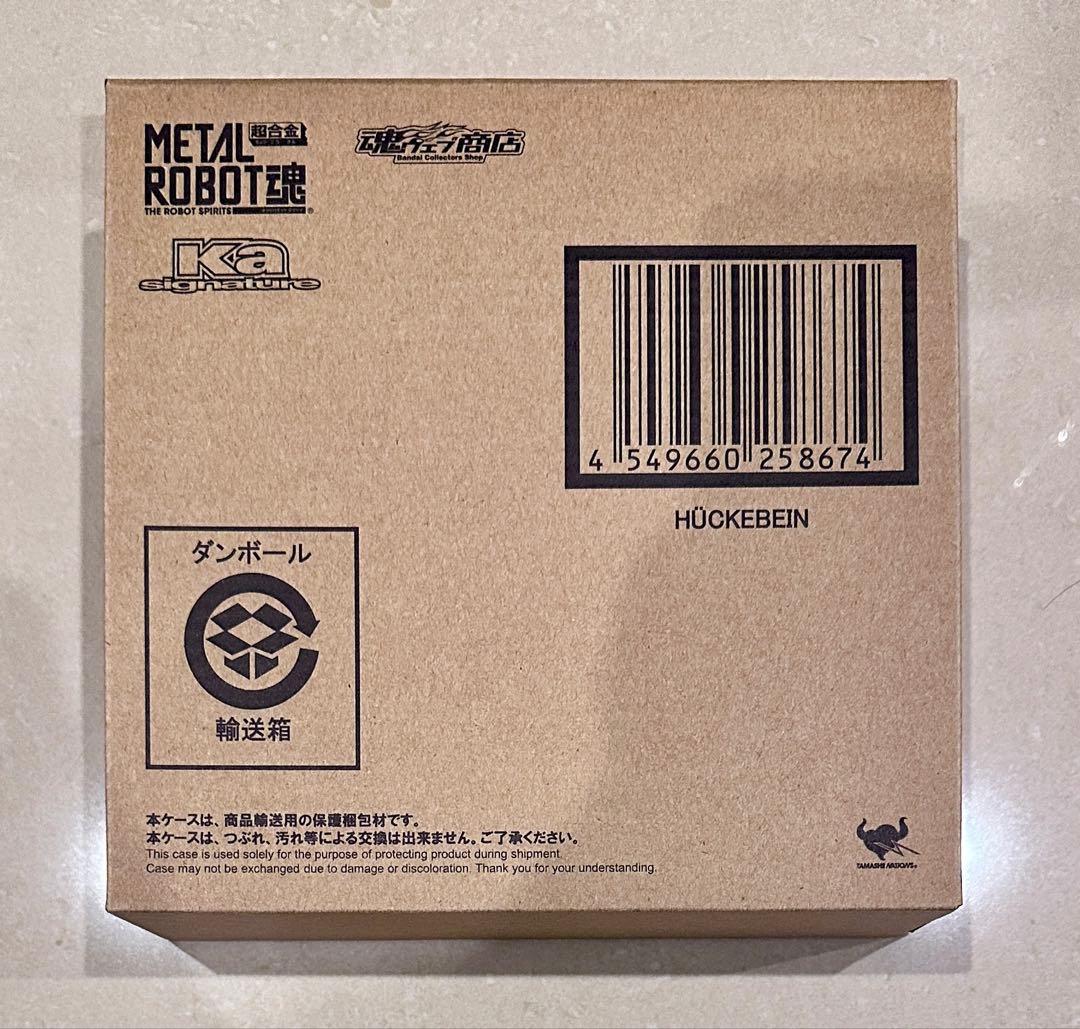 METAL 超合金
ROBOT魂
THE ROBOT SPIRITS ®
魂ウェブ商店
Bandai Collectors Shop
Ka
signature
4 549660 258674
HÜCKEBEIN
ダンボール
輸送箱
本ケースは、商品輸送用の保護梱包材です。
本ケースは、つぶれ、汚れ等による交換は出来ません。ご了承ください。
This case is used solely for the purpose of protecting product during shipment.
Case may not be exchanged due to damage or discoloration. Thank you for your understanding.
TAMASHII NATIONS®